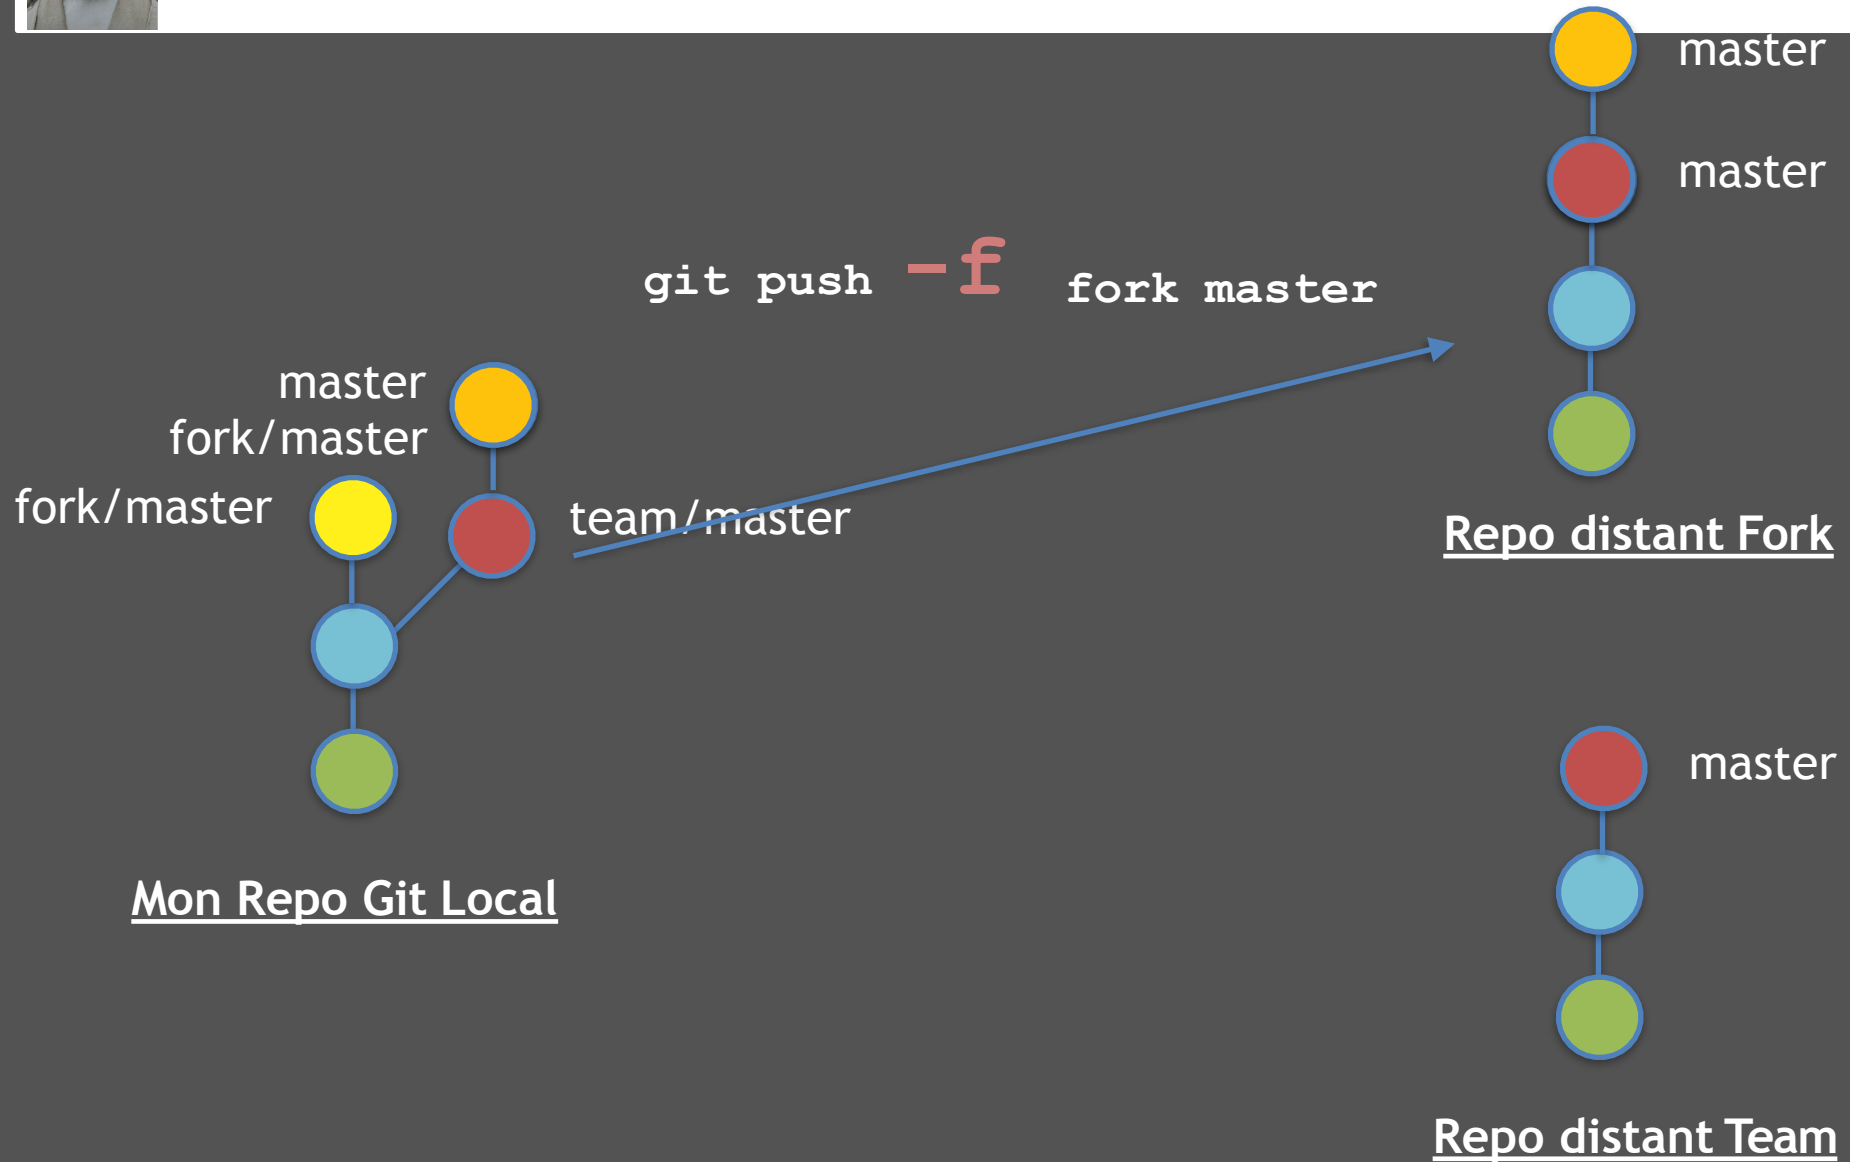 master
master
git push -f fork master
master
fork/master
fork/master
team/master
Repo distant Fork
master
Mon Repo Git Local
Repo distant Team